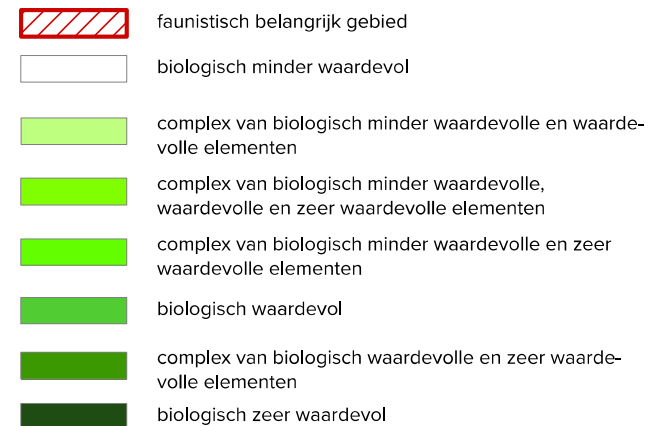 faunistisch belangrijk gebied
biologisch minder waardevol
complex van biologisch minder waardevolle en waarde-
volle elementen
complex van biologisch minder waardevolle,
waardevolle en zeer waardevolle elementen
complex van biologisch minder waardevolle en zeer
waardevolle elementen
biologisch waardevol
complex van biologisch waardevolle en zeer waarde-
volle elementen
biologisch zeer waardevol